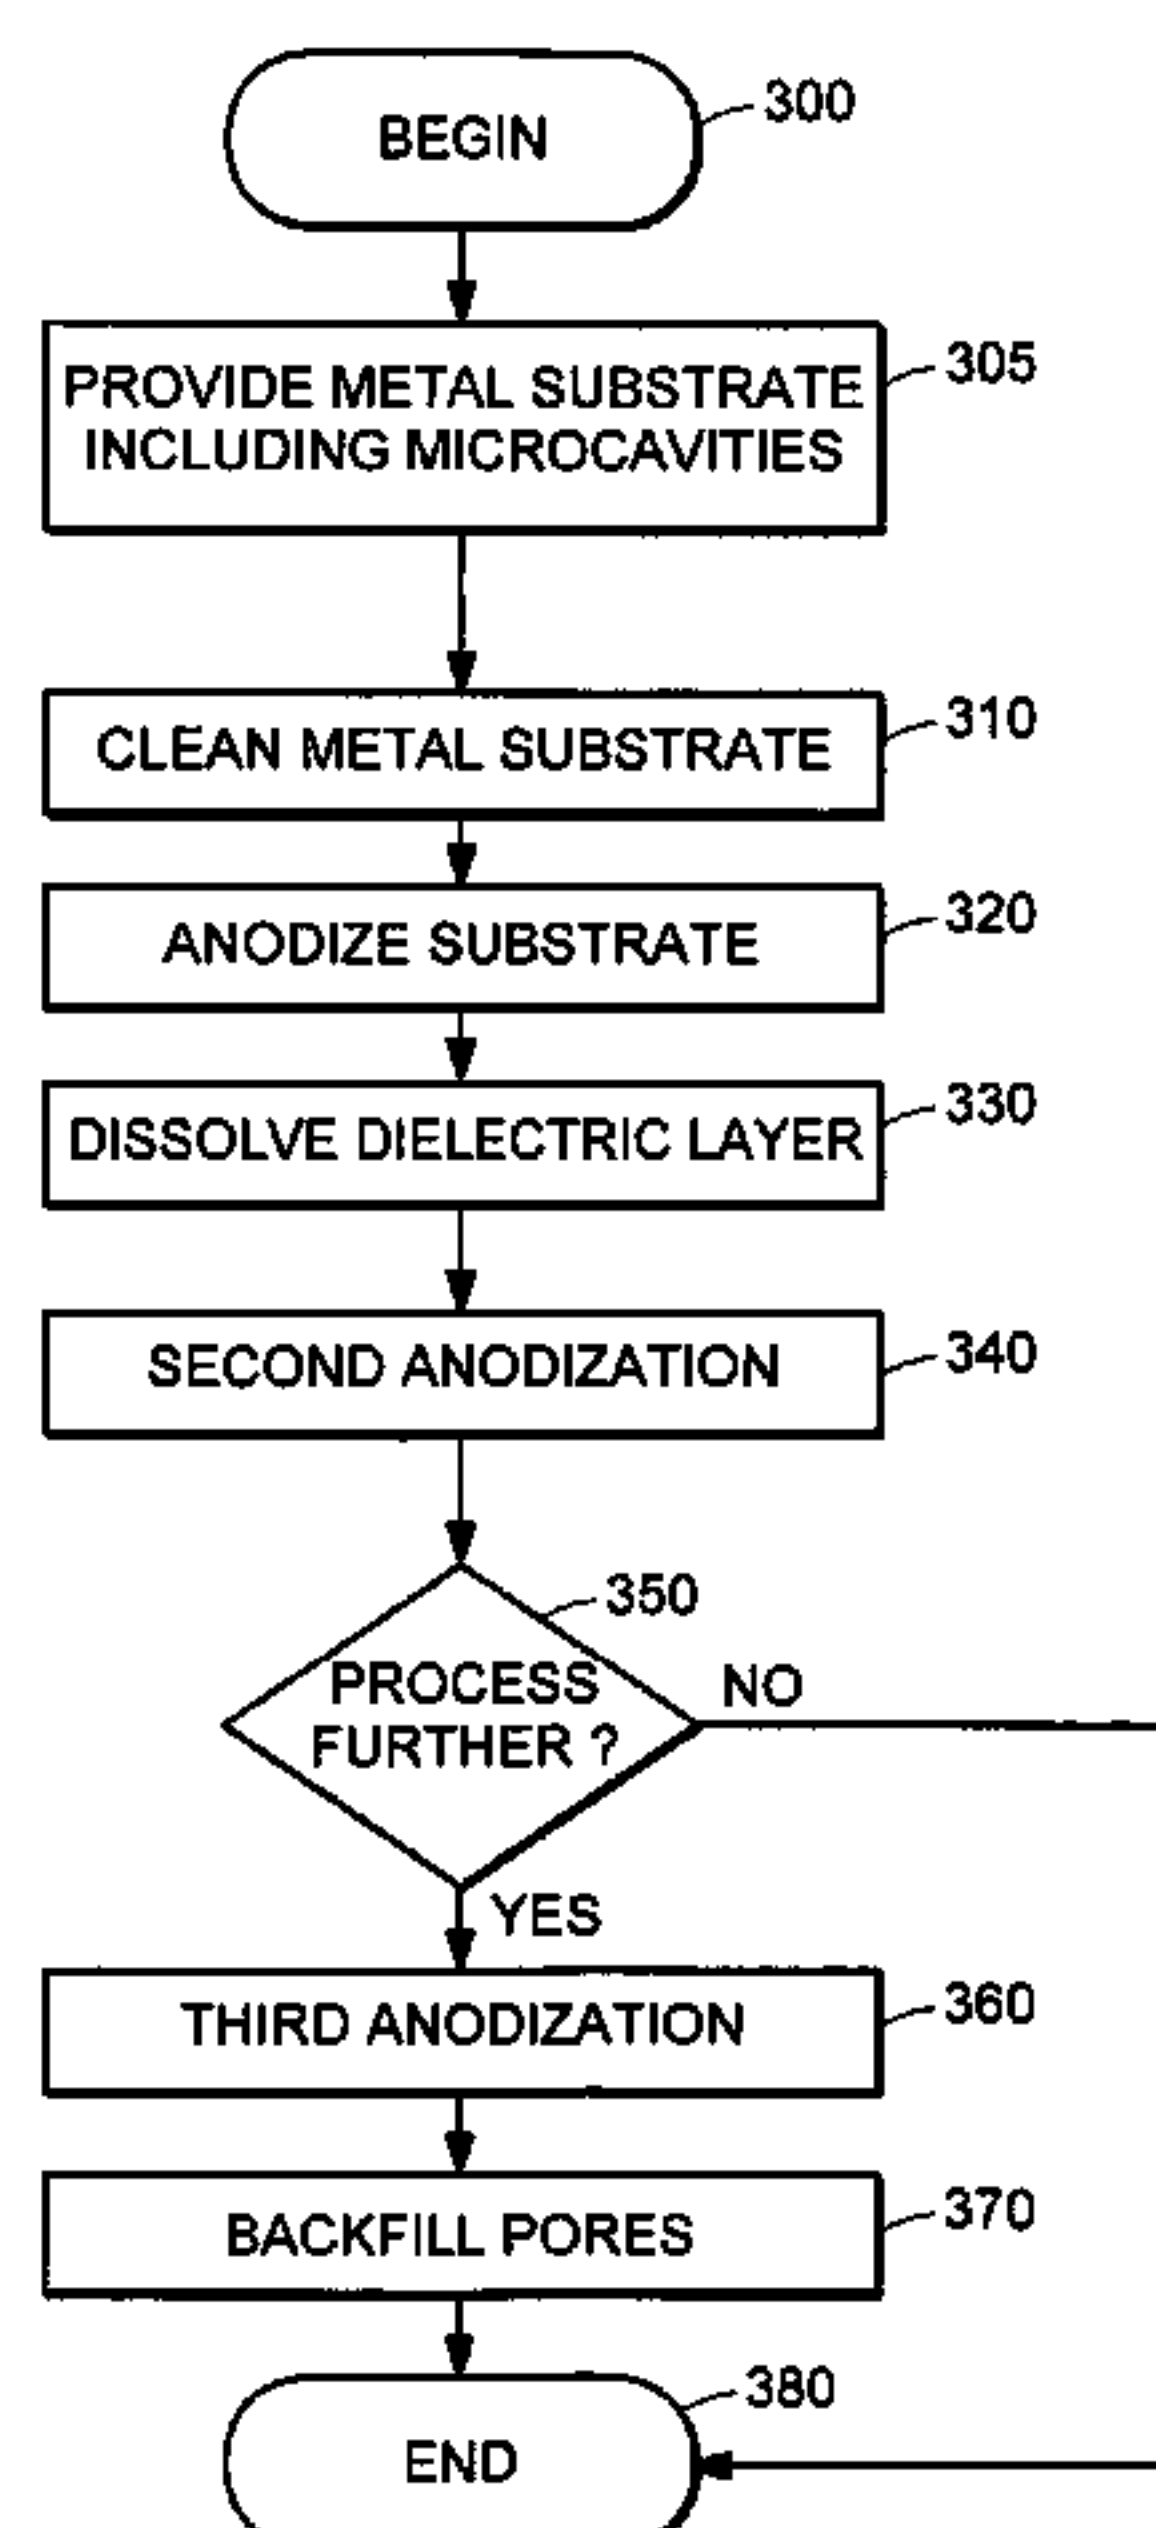 BEGIN
300
PROVIDE METAL SUBSTRATE
INCLUDING MICROCAVITIES
305
CLEAN METAL SUBSTRATE
310
ANODIZE SUBSTRATE
320
DISSOLVE DIELECTRIC LAYER
330
SECOND ANODIZATION
340
350
PROCESS
FURTHER ?
NO
YES
THIRD ANODIZATION
360
BACKFILL PORES
370
END
380